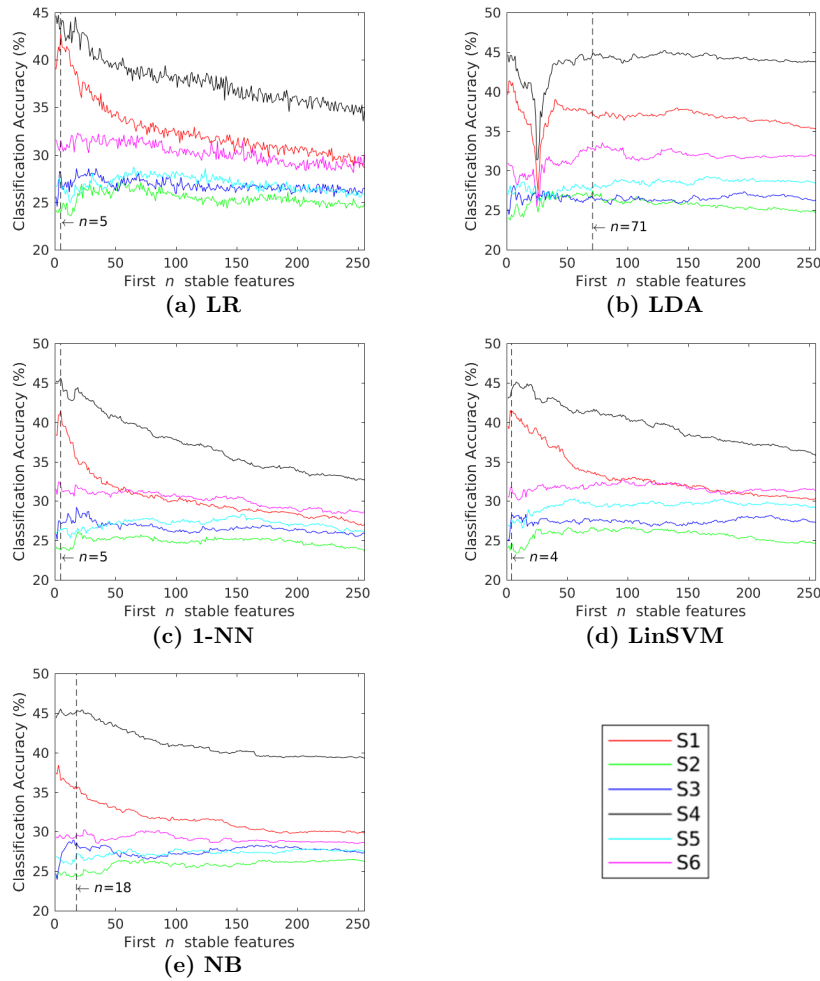 45
40
35
30
25
20
Classification Accuracy (%)
n=5
0 50 100 150 200 250
First n stable features
(a) LR
50
45
40
35
30
25
20
Classification Accuracy (%)
n=71
0 50 100 150 200 250
First n stable features
(b) LDA
50
45
40
35
30
25
20
Classification Accuracy (%)
← n=5
0 50 100 150 200 250
First n stable features
(c) 1-NN
50
45
40
35
30
25
20
Classification Accuracy (%)
← n=4
0 50 100 150 200 250
First n stable features
(d) LinSVM
50
45
40
35
30
25
20
Classification Accuracy (%)
← n=18
0 50 100 150 200 250
First n stable features
(e) NB
S1
S2
S3
S4
S5
S6